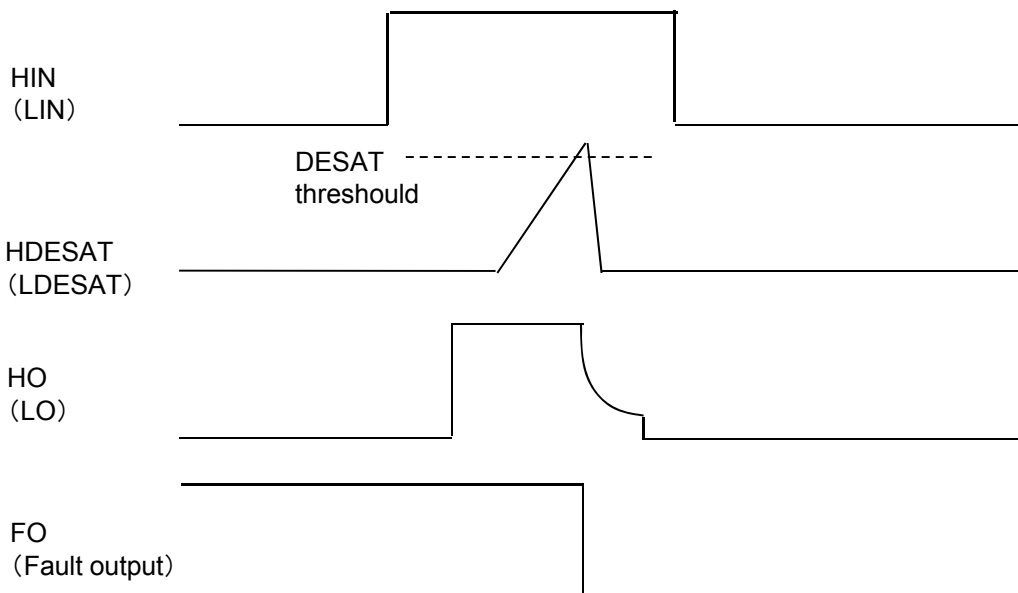 HIN
（LIN）
DESAT
threshould
HDESAT
（LDESAT）
HO
（LO）
FO
（Fault output）